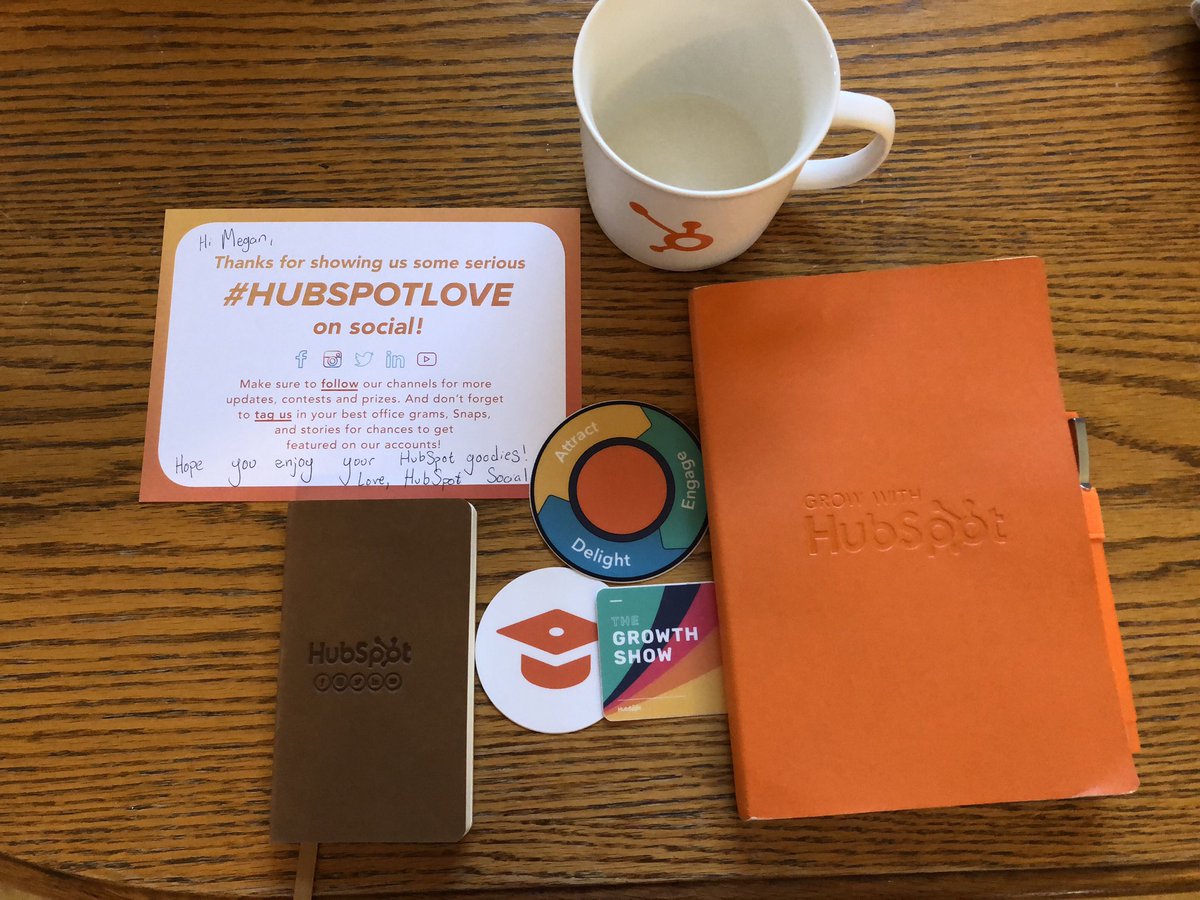 Hi Megan,
Thanks for showing us some serious
#HUBSPOTLOVE
on social!
Make sure to follow our channels for more
updates, contests and prizes. And don't forget
to tag us in your best office grams, Snaps,
and stories for chances to get
featured on our accounts!
Hope you enjoy your HubSpot goodies!
Love, HubSpot Social
Attract
Engage
Delight
GROW WITH
HubSpot
HubSpot
THE
GROWTH
SHOW
HubSpot